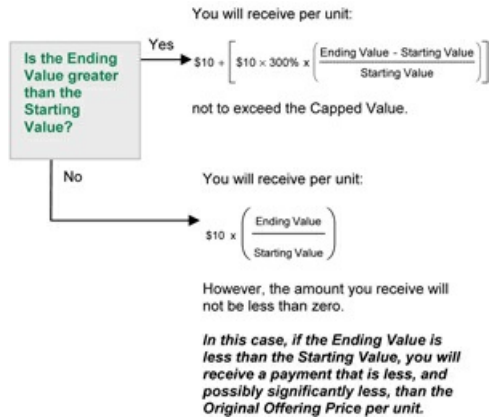 You will receive per unit:
Is the Ending
Value greater
than the
Starting
Value?
Yes
$10 + [ $10 × 300% x ( Ending Value - Starting Value
Starting Value ) ]
not to exceed the Capped Value.
No
You will receive per unit:
$10 x ( Ending Value
Starting Value )
However, the amount you receive will
not be less than zero.
In this case, if the Ending Value is
less than the Starting Value, you will
receive a payment that is less, and
possibly significantly less, than the
Original Offering Price per unit.